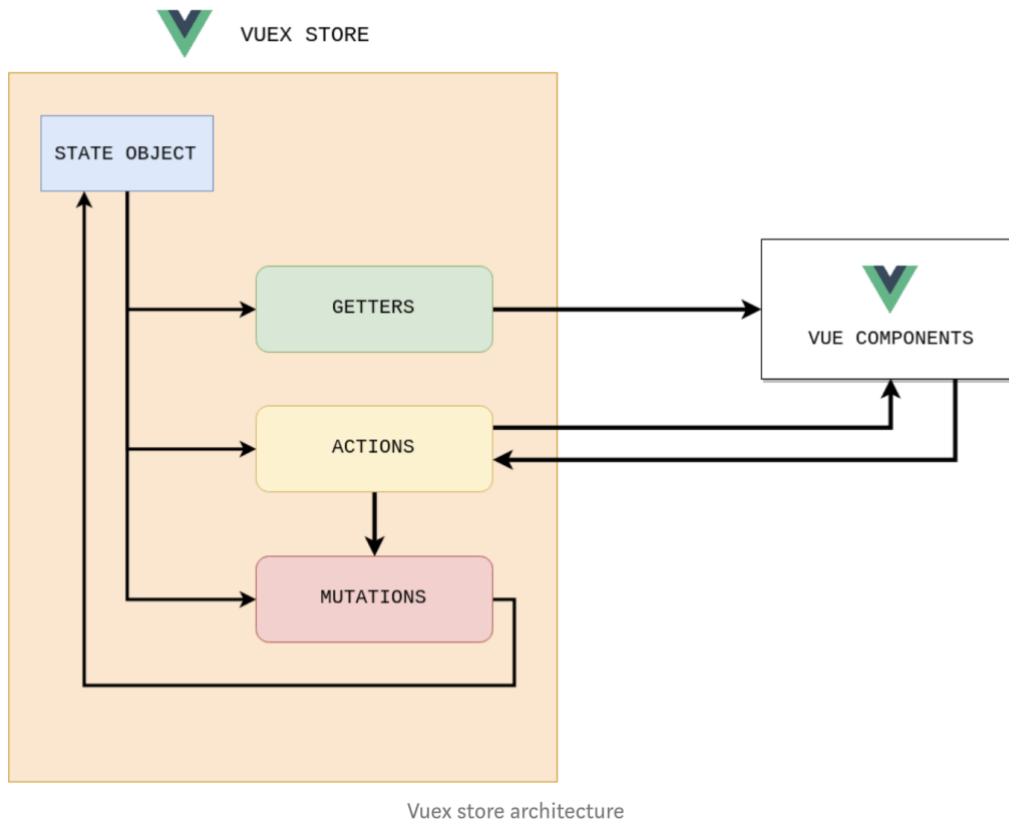 VUEX STORE
STATE OBJECT
GETTERS
VUE COMPONENTS
ACTIONS
MUTATIONS
Vuex store architecture